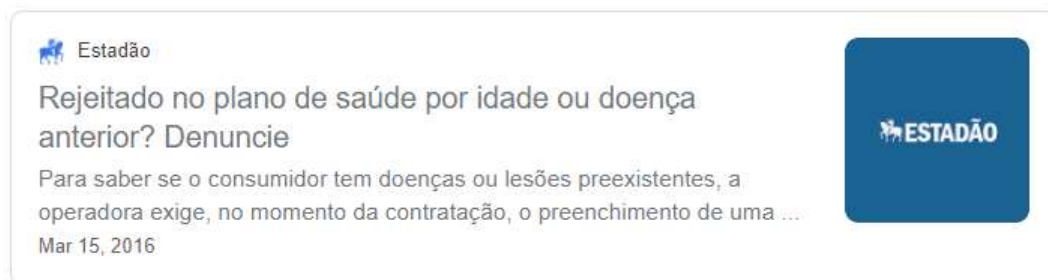 Estadão
Rejeitado no plano de saúde por idade ou doença
anterior? Denuncie
Para saber se o consumidor tem doenças ou lesões preexistentes, a
operadora exige, no momento da contratação, o preenchimento de uma ...
Mar 15, 2016
ESTADÃO